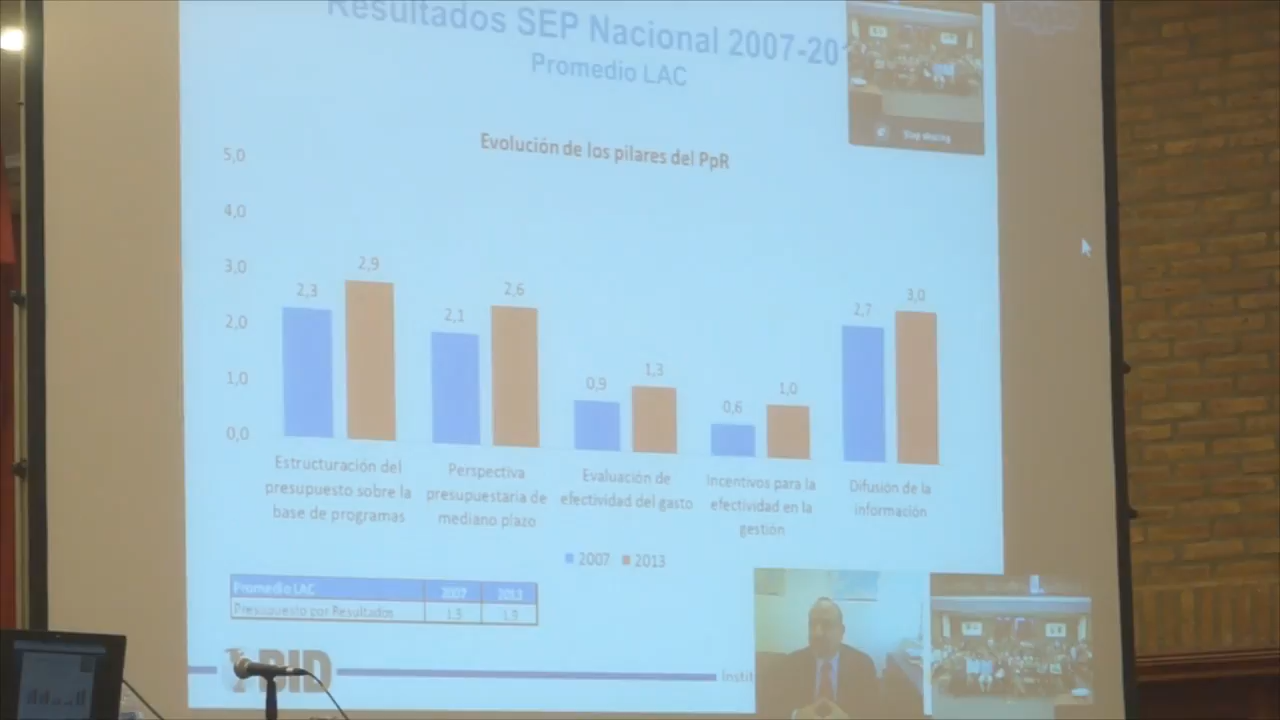 Resultados SEP Nacional 2007-20
Promedio LAC
Stop sharing
Evolución de los pilares del PpR
5,0
4,0
3,0
2,0
1,0
0,0
2,3
2,9
2,1
2,6
0,9
1,3
0,6
1,0
2,7
3,0
Estructuración del
presupuesto sobre la
base de programas
Perspectiva
presupuestaria de
mediano plazo
Evaluación de
efectividad del gasto
Incentivos para la
efectividad en la
gestión
Difusión de la
información
2007 2013
Promedio LAC 2007 2013
Presupuesto por Resultados 1.5 1.9
BID
Instit